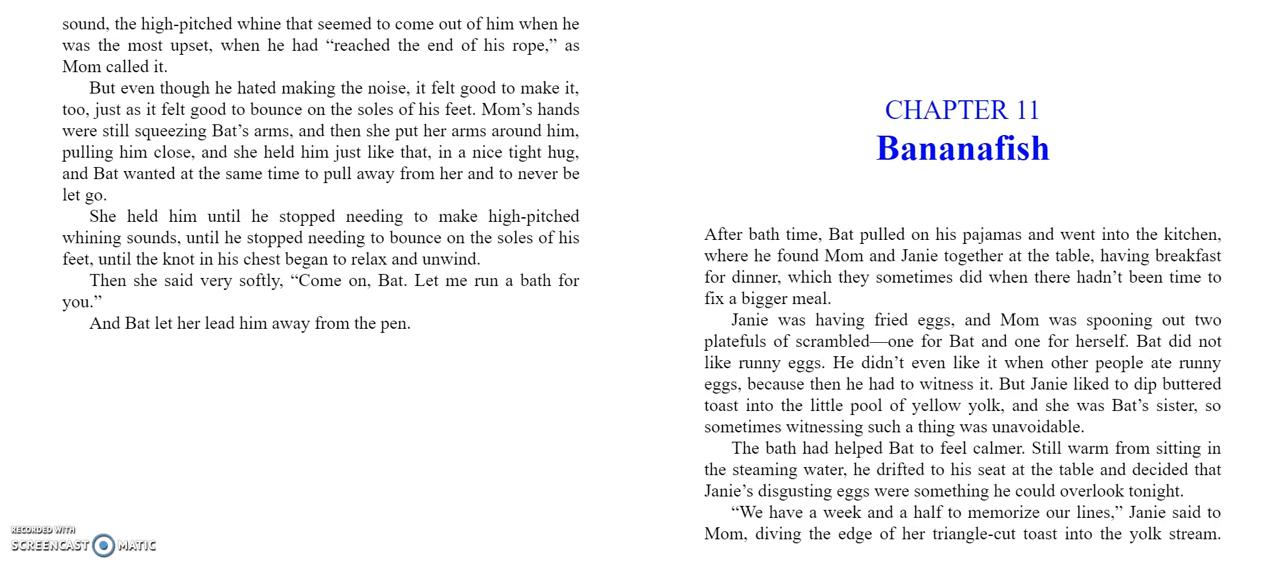 sound, the high-pitched whine that seemed to come out of him when he
was the most upset, when he had “reached the end of his rope,” as
Mom called it.
But even though he hated making the noise, it felt good to make it,
too, just as it felt good to bounce on the soles of his feet. Mom’s hands
were still squeezing Bat’s arms, and then she put her arms around him,
pulling him close, and she held him just like that, in a nice tight hug,
and Bat wanted at the same time to pull away from her and to never be
let go.
She held him until he stopped needing to make high-pitched
whining sounds, until he stopped needing to bounce on the soles of his
feet, until the knot in his chest began to relax and unwind.
Then she said very softly, “Come on, Bat. Let me run a bath for
you.”
And Bat let her lead him away from the pen.
RECORDED WITH
SCREENCAST MATIC
CHAPTER 11
Bananafish
After bath time, Bat pulled on his pajamas and went into the kitchen,
where he found Mom and Janie together at the table, having breakfast
for dinner, which they sometimes did when there hadn’t been time to
fix a bigger meal.
Janie was having fried eggs, and Mom was spooning out two
platefuls of scrambled—one for Bat and one for herself. Bat did not
like runny eggs. He didn’t even like it when other people ate runny
eggs, because then he had to witness it. But Janie liked to dip buttered
toast into the little pool of yellow yolk, and she was Bat’s sister, so
sometimes witnessing such a thing was unavoidable.
The bath had helped Bat to feel calmer. Still warm from sitting in
the steaming water, he drifted to his seat at the table and decided that
Janie’s disgusting eggs were something he could overlook tonight.
“We have a week and a half to memorize our lines,” Janie said to
Mom, diving the edge of her triangle-cut toast into the yolk stream.